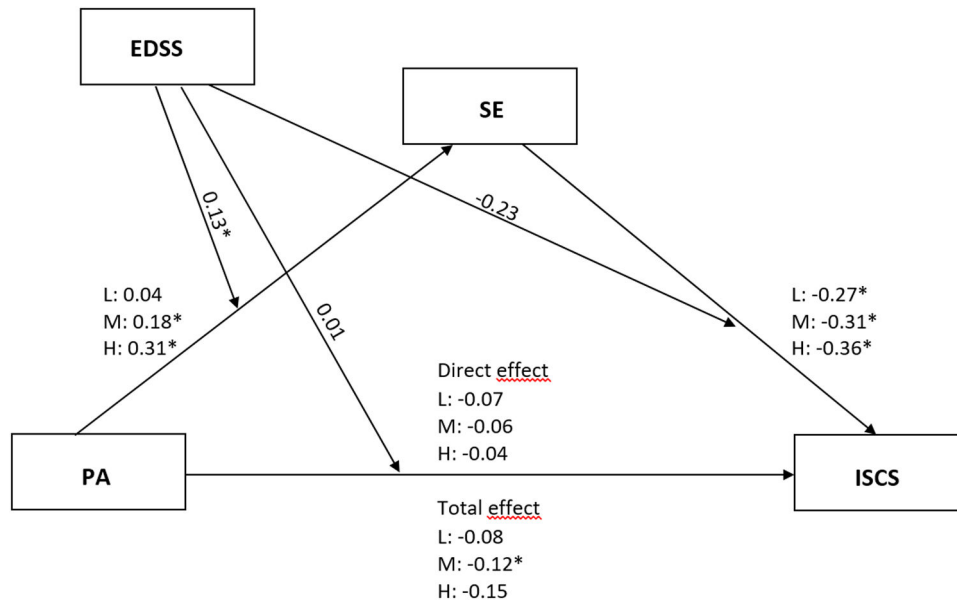 EDSS
SE
0.13*
-0.23
0.01
L: 0.04
M: 0.18*
H: 0.31*
L: -0.27*
M: -0.31*
H: -0.36*
Direct effect
L: -0.07
M: -0.06
H: -0.04
PA
ISCS
Total effect
L: -0.08
M: -0.12*
H: -0.15